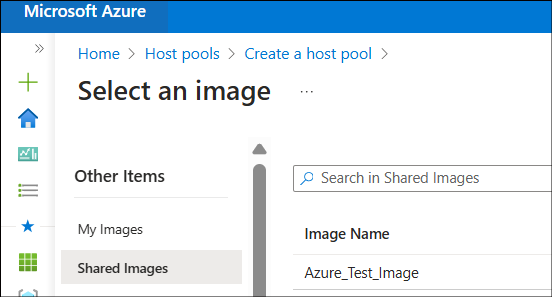 Microsoft Azure
Home > Host pools > Create a host pool >
Select an image ...
Other Items
My Images
Shared Images
Search in Shared Images
Image Name
Azure_Test_Image